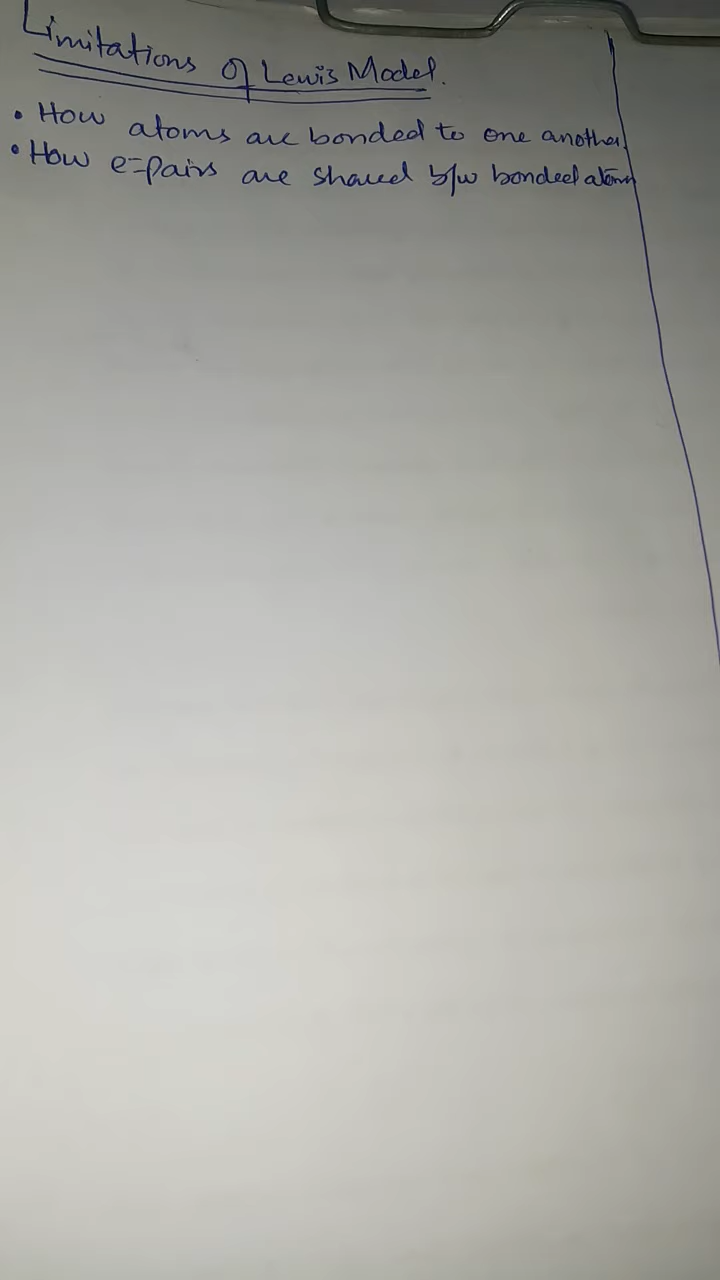 Limitations of Lewis Model.
• How atoms are bonded to one another.
• How e-pairs are shared b/w bonded atoms